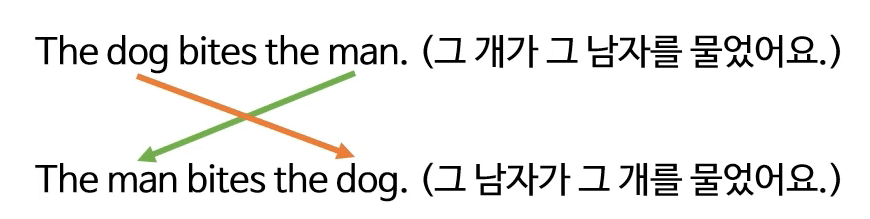 The dog bites the man. (그 개가 그 남자를 물었어요.)
The man bites the dog. (그 남자가 그 개를 물었어요.)